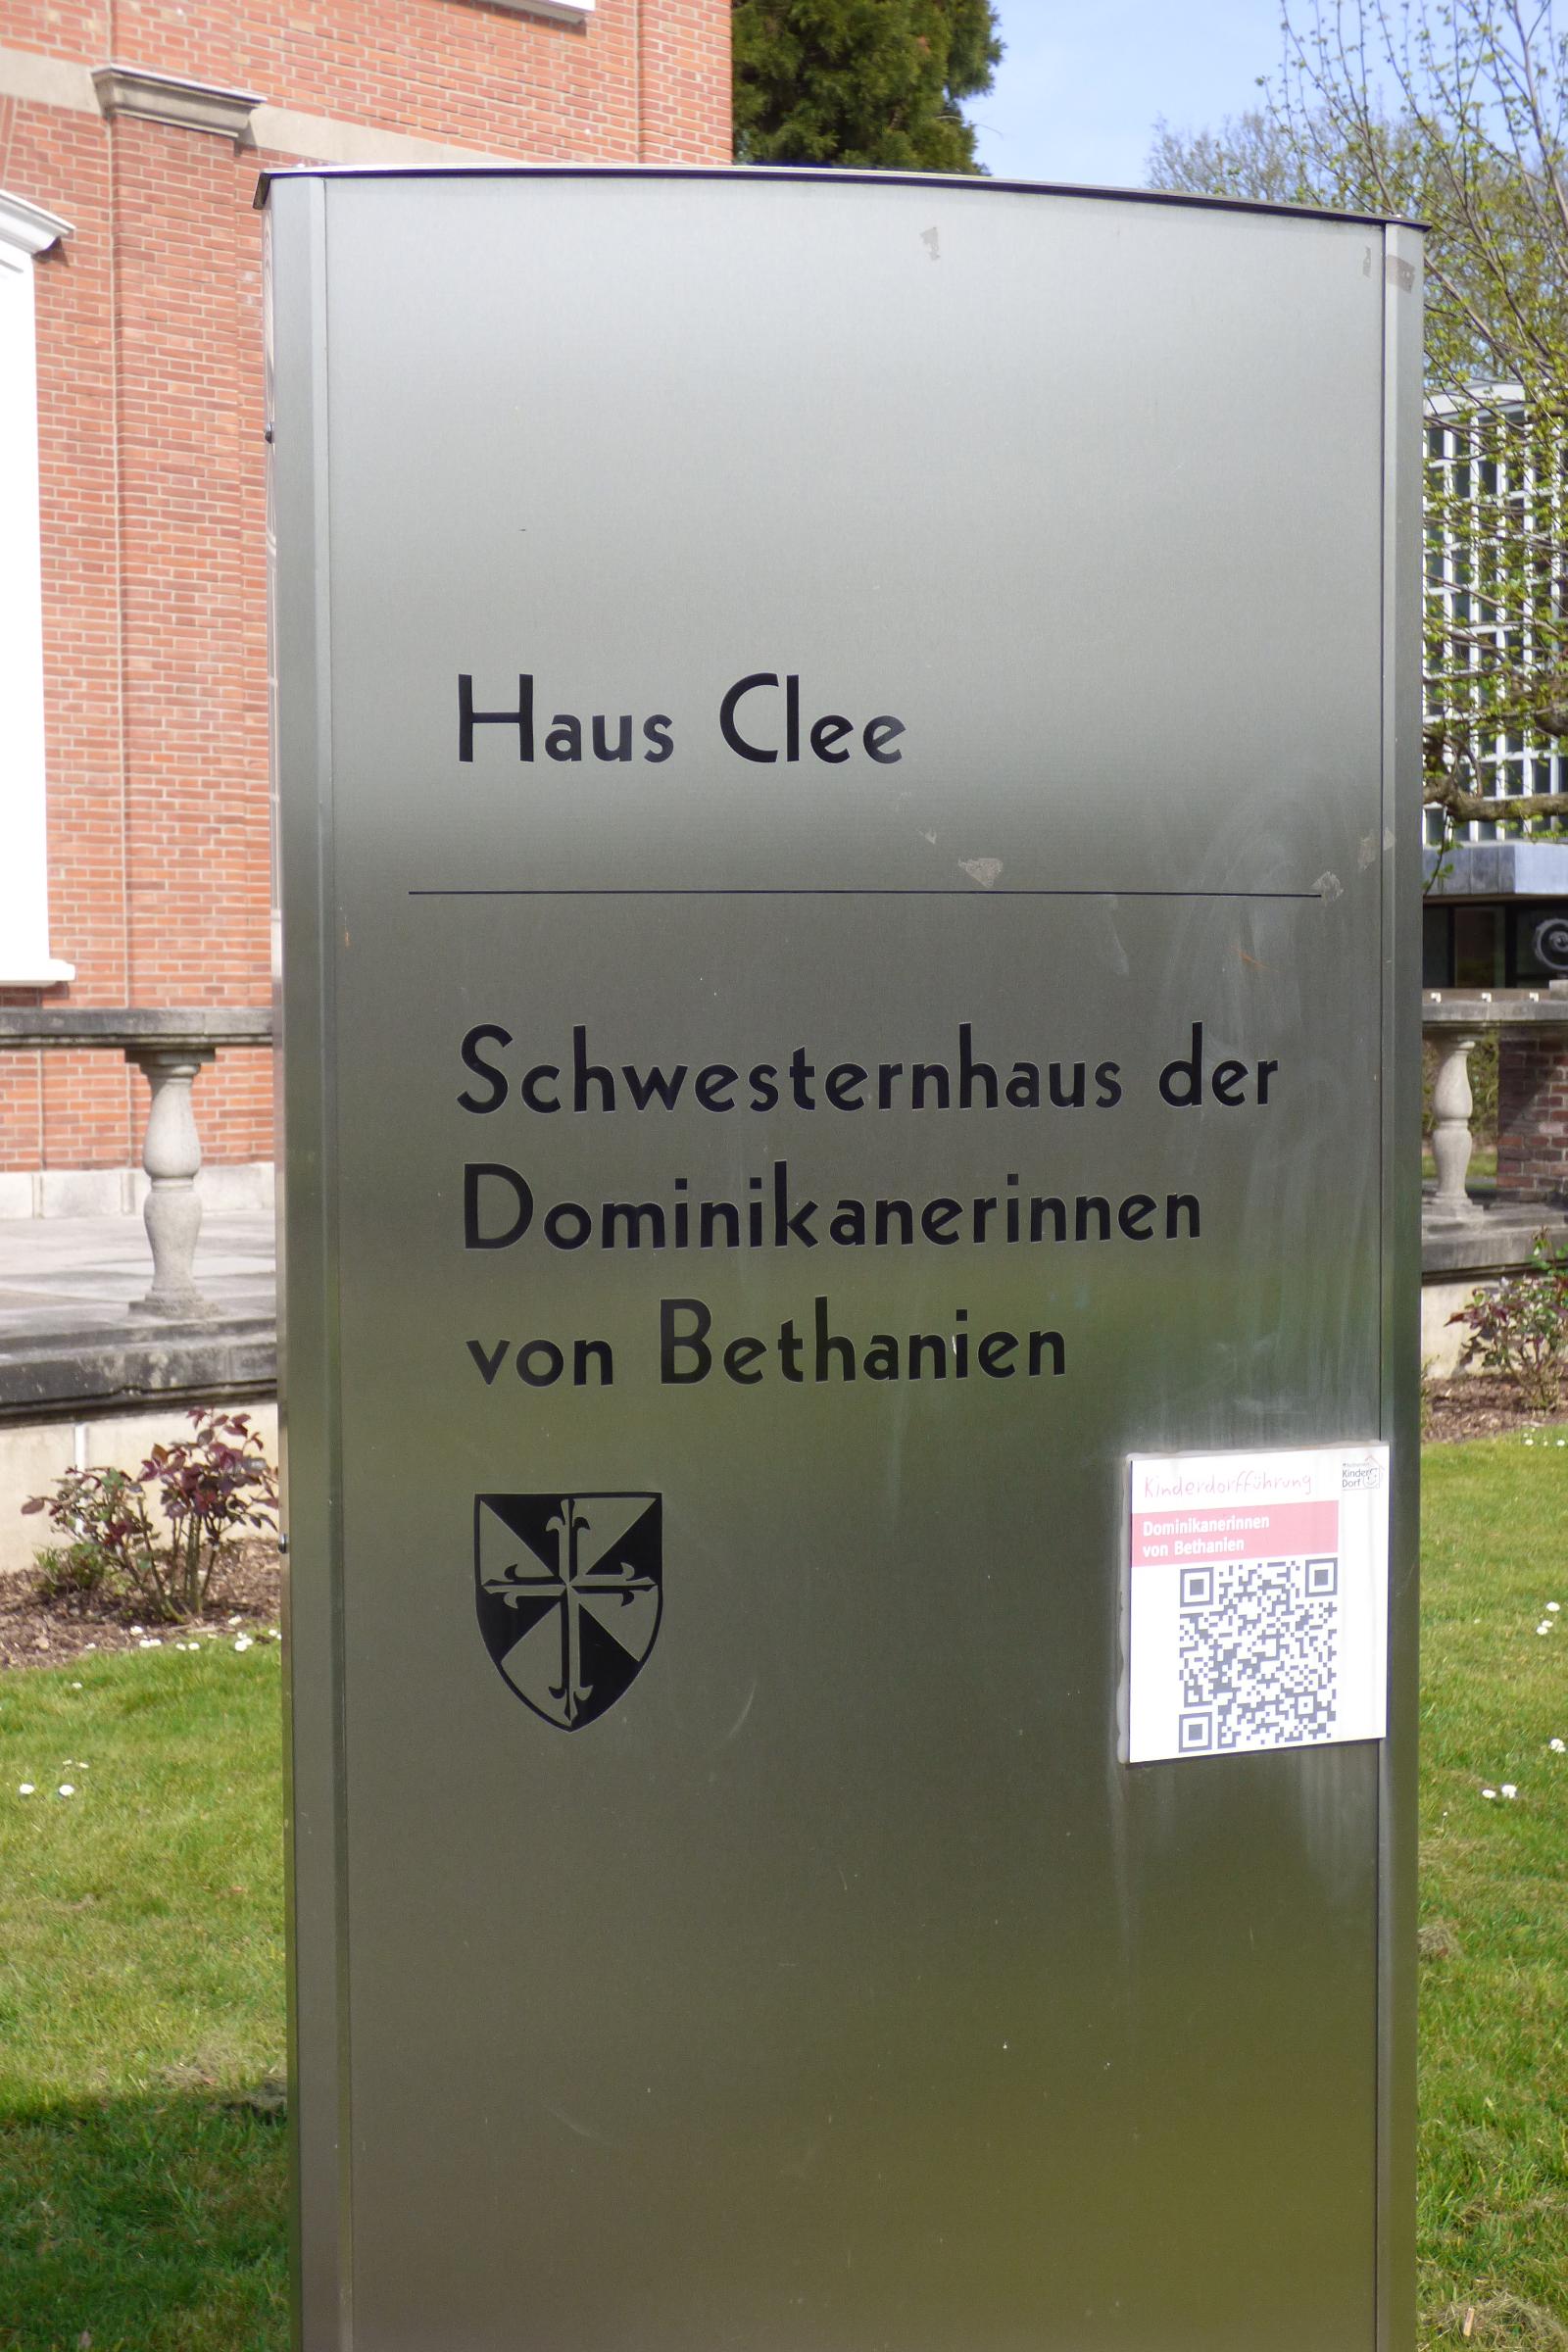 Haus Clee
Schwesternhaus der
Dominikanerinnen
von Bethanien
Kinderdorfführung
Kinder
Dorf
Dominikanerinnen
von Bethanien